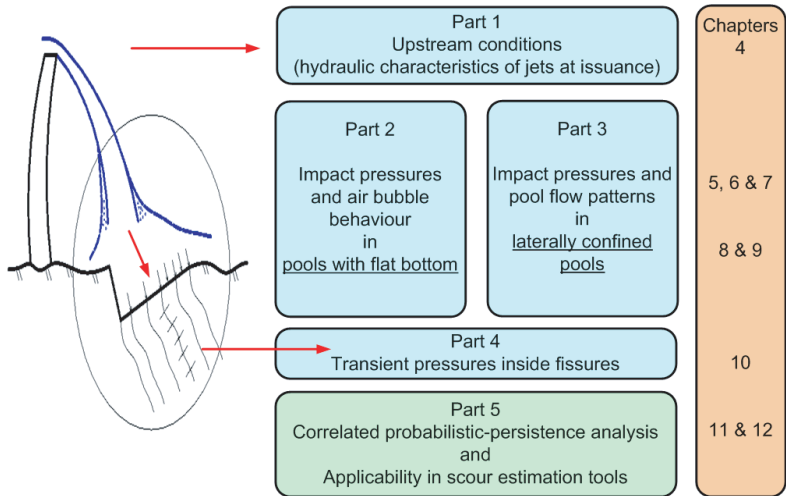 Part 1
Upstream conditions
(hydraulic characteristics of jets at issuance)
Part 2
Impact pressures
and air bubble
behaviour
in
pools with flat bottom
Part 3
Impact pressures and
pool flow patterns
in
laterally confined
pools
Part 4
Transient pressures inside fissures
Part 5
Correlated probabilistic-persistence analysis
and
Applicability in scour estimation tools
Chapters
4
5, 6 & 7
8 & 9
10
11 & 12